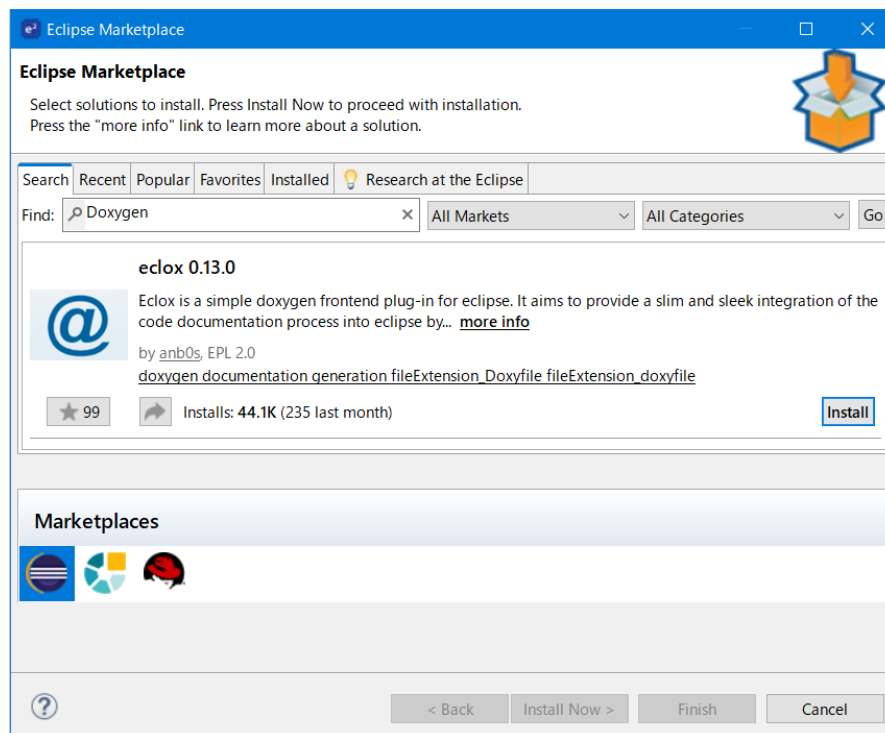 e² Eclipse Marketplace
Eclipse Marketplace
Select solutions to install. Press Install Now to proceed with installation.
Press the "more info" link to learn more about a solution.
Search Recent Popular Favorites Installed Research at the Eclipse
Find: Doxygen All Markets All Categories Go
eclox 0.13.0
Eclox is a simple doxygen frontend plug-in for eclipse. It aims to provide a slim and sleek integration of the
code documentation process into eclipse by... more info
by anb0s, EPL 2.0
doxygen documentation generation fileExtension_Doxyfile fileExtension_doxyfile
99 Installs: 44.1K (235 last month) Install
Marketplaces
? < Back Install Now > Finish Cancel